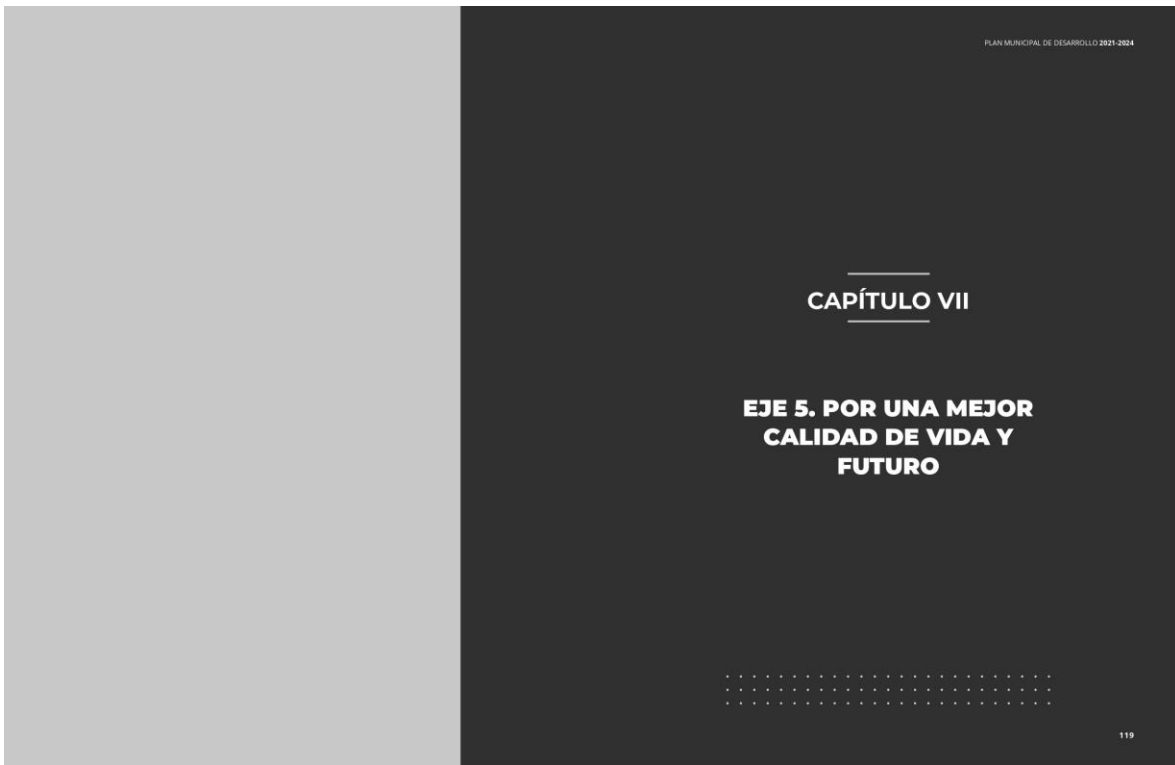 PLAN MUNICIPAL DE DESARROLLO 2021-2024
CAPÍTULO VII
EJE 5. POR UNA MEJOR
CALIDAD DE VIDA Y
FUTURO
119